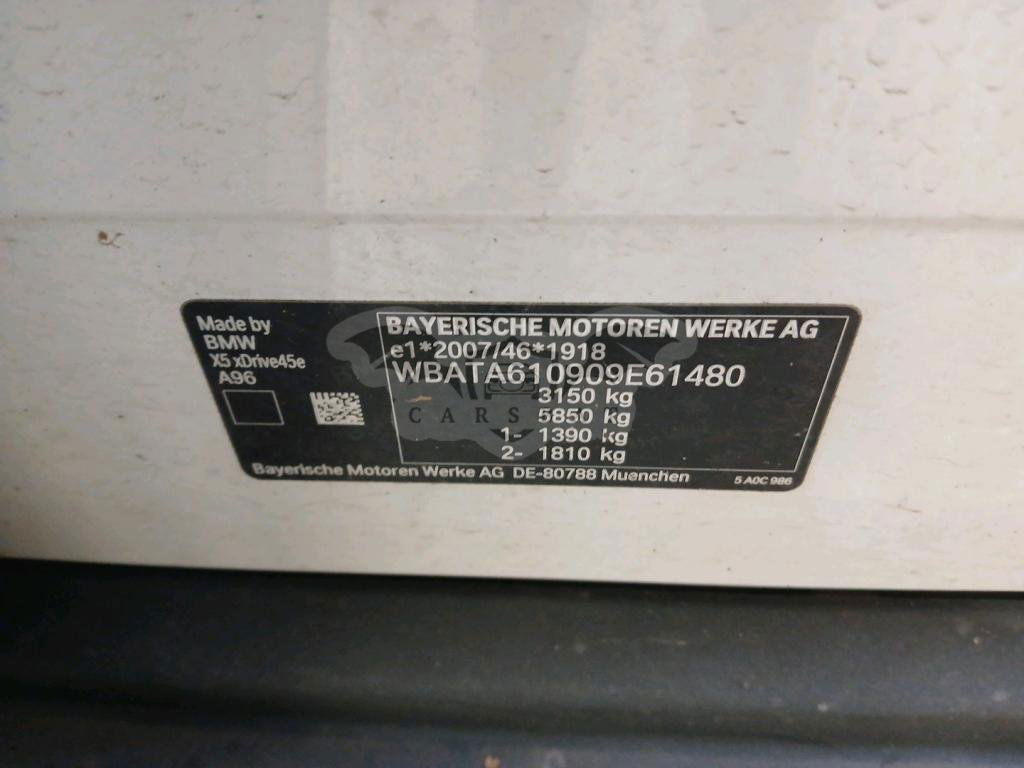 Made by
BMW
X5 xDrive45e
A96
BAYERISCHE MOTOREN WERKE AG
e1*2007/46*1918
WBATA610909E61480
3150 kg
5850 kg
1- 1390 kg
2- 1810 kg
CARS
Bayerische Motoren Werke AG DE-80788 Muenchen
5 A0C 986